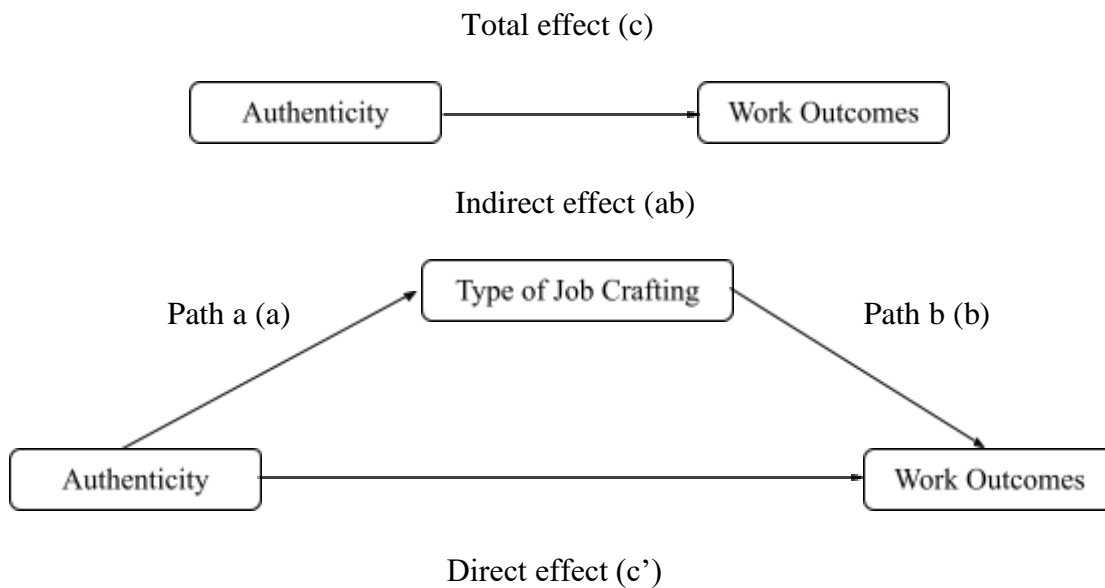 Total effect (c)
Authenticity
Work Outcomes
Indirect effect (ab)
Type of Job Crafting
Path a (a)
Path b (b)
Authenticity
Work Outcomes
Direct effect (c’)